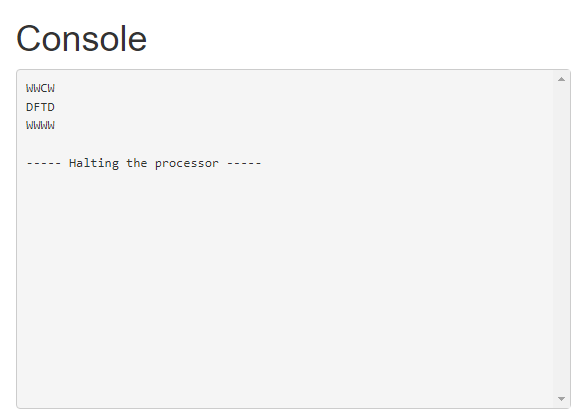 Console
WWCW
DFTD
WWWW
----- Halting the processor -----